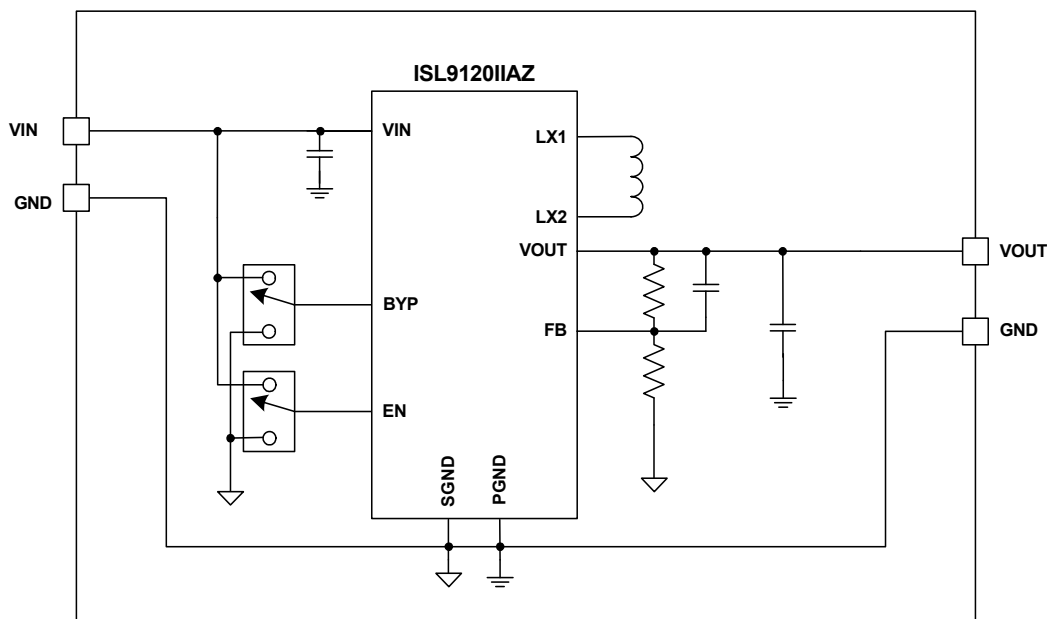 ISL9120IIAZ
VIN
VIN
LX1
GND
LX2
VOUT
VOUT
BYP
FB
GND
EN
SGND
PGND